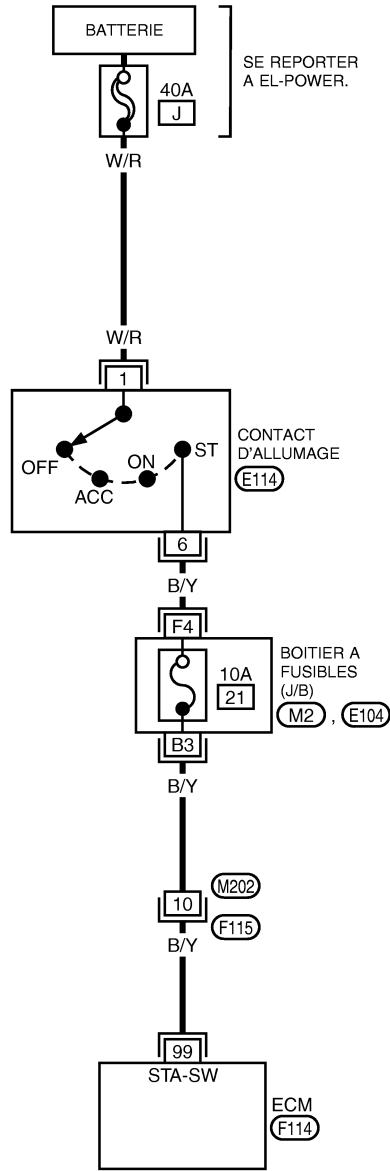 BATTERIE
SE REPORTER
A EL-POWER.
40A
J
W/R
W/R
1
OFF
ACC
ON
ST
CONTACT
D'ALLUMAGE
E114
6
B/Y
F4
10A
21
BOITIER A
FUSIBLES
(J/B)
M2 , E104
B3
B/Y
10
M202
F115
B/Y
99
STA-SW
ECM
F114